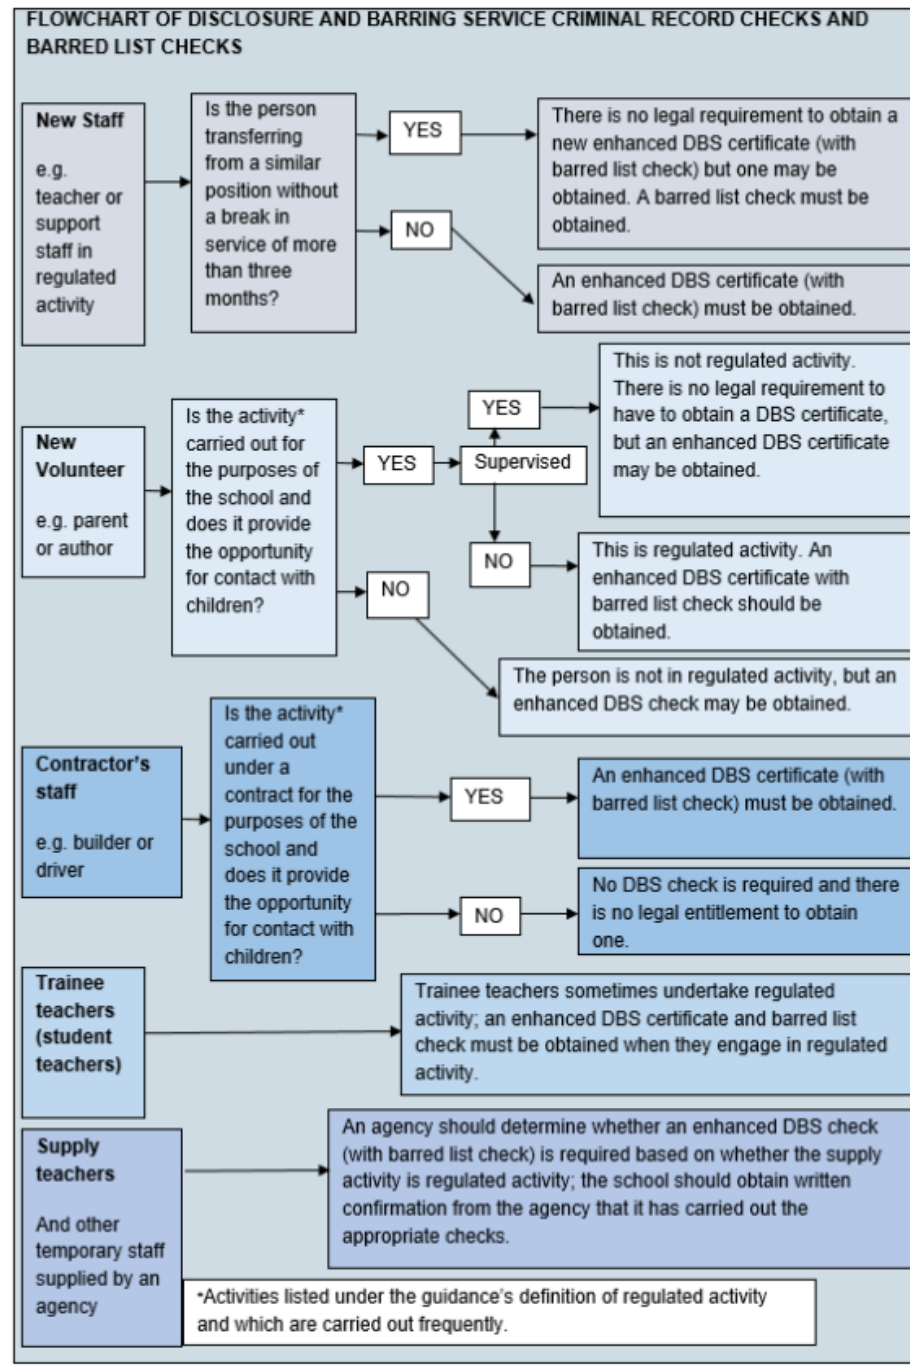 FLOWCHART OF DISCLOSURE AND BARRING SERVICE CRIMINAL RECORD CHECKS AND
BARRED LIST CHECKS
New Staff
e.g.
teacher or
support
staff in
regulated
activity
Is the person
transferring
from a similar
position without
a break in
service of more
than three
months?
YES
There is no legal requirement to obtain a
new enhanced DBS certificate (with
barred list check) but one may be
obtained. A barred list check must be
obtained.
NO
An enhanced DBS certificate (with
barred list check) must be obtained.
New
Volunteer
e.g. parent
or author
Is the activity*
carried out for
the purposes of
the school and
does it provide
the opportunity
for contact with
children?
YES
Supervised
YES
This is not regulated activity.
There is no legal requirement to
have to obtain a DBS certificate,
but an enhanced DBS certificate
may be obtained.
NO
This is regulated activity. An
enhanced DBS certificate with
barred list check should be
obtained.
NO
The person is not in regulated activity, but an
enhanced DBS check may be obtained.
Contractor's
staff
e.g. builder or
driver
Is the activity*
carried out
under a
contract for the
purposes of the
school and
does it provide
the opportunity
for contact with
children?
YES
An enhanced DBS certificate (with
barred list check) must be obtained.
NO
No DBS check is required and there
is no legal entitlement to obtain
one.
Trainee
teachers
(student
teachers)
Trainee teachers sometimes undertake regulated
activity; an enhanced DBS certificate and barred list
check must be obtained when they engage in regulated
activity.
Supply
teachers
And other
temporary staff
supplied by an
agency
An agency should determine whether an enhanced DBS check
(with barred list check) is required based on whether the supply
activity is regulated activity; the school should obtain written
confirmation from the agency that it has carried out the
appropriate checks.
*Activities listed under the guidance's definition of regulated activity
and which are carried out frequently.